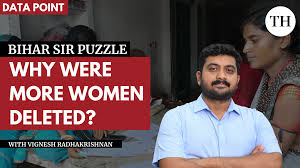 DATA POINT
TH
BIHAR SIR PUZZLE
WHY WERE
MORE WOMEN
DELETED?
WITH VIGNESH RADHAKRISHNAN